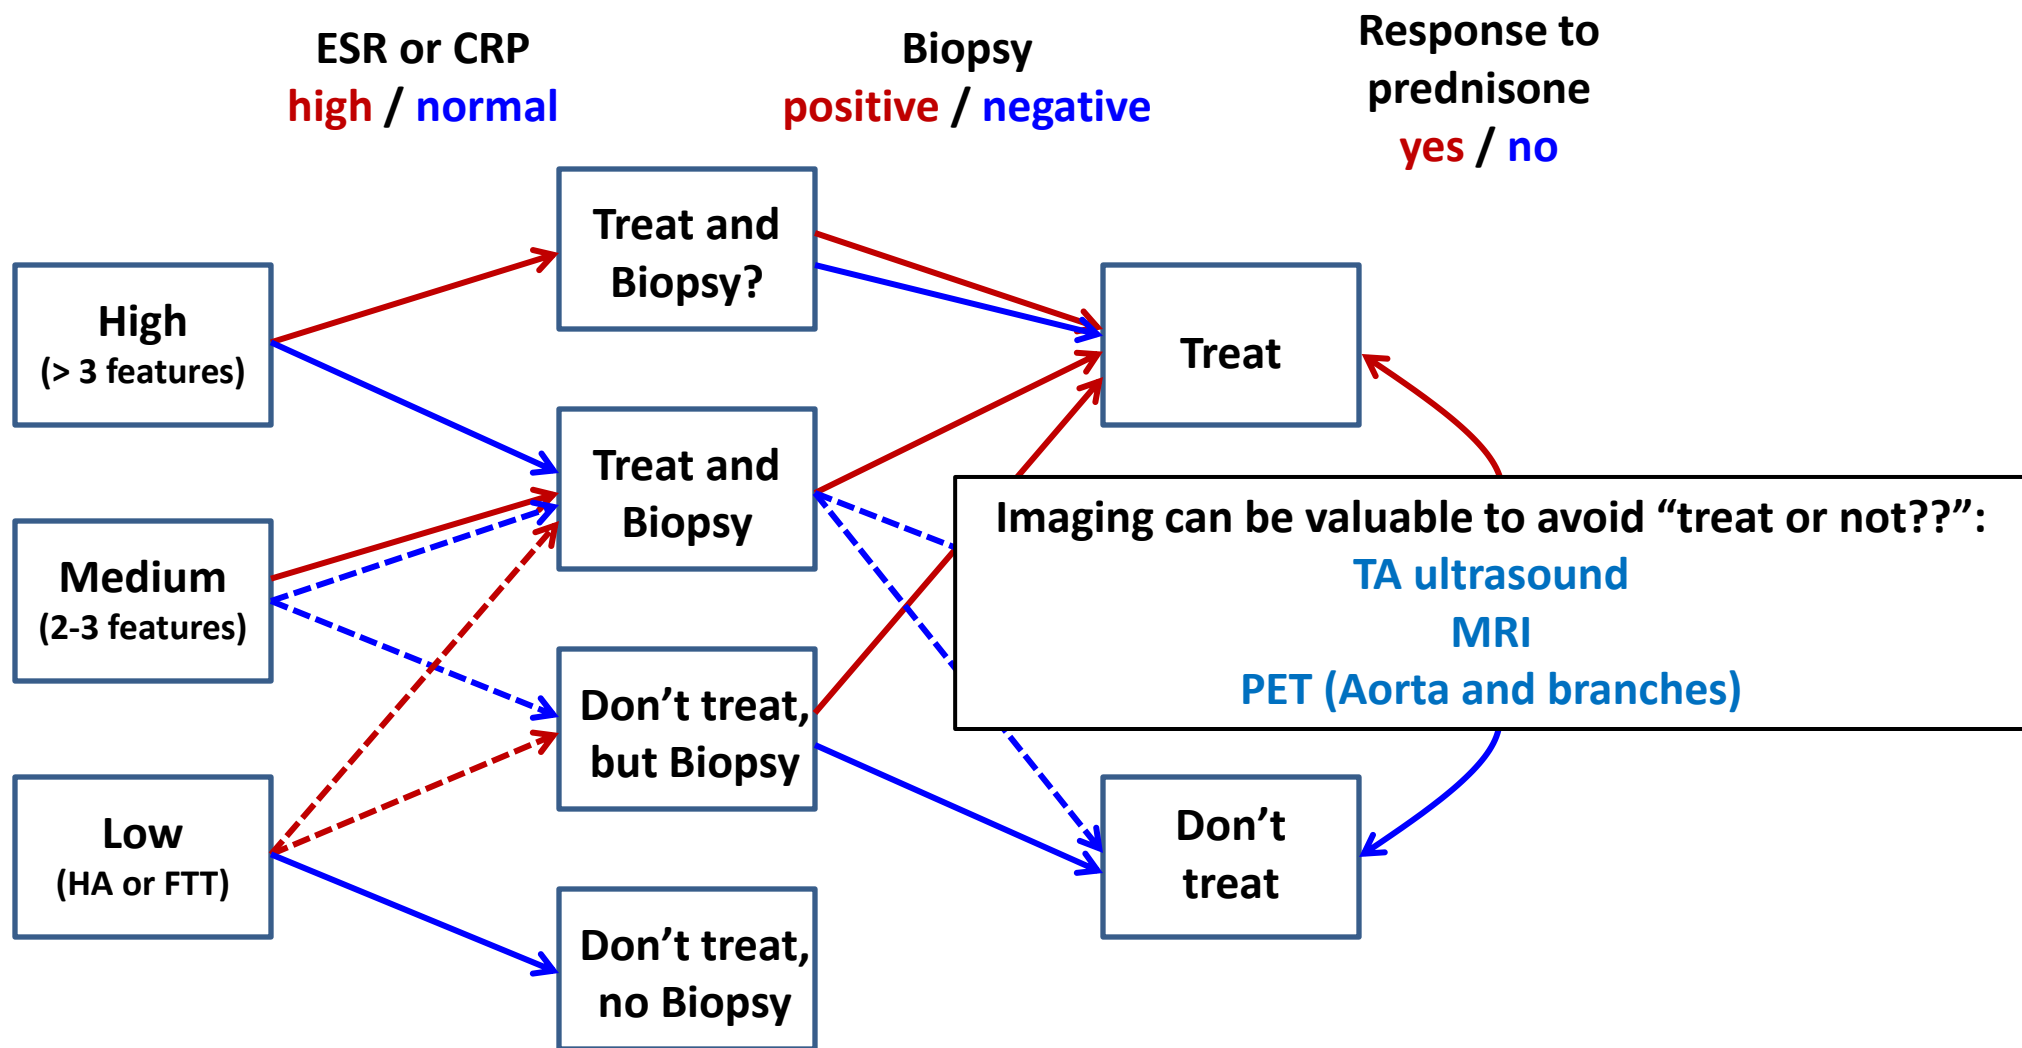 ESR or CRP
high / normal
Biopsy
positive / negative
Response to
prednisone
yes / no
High
(> 3 features)
Medium
(2-3 features)
Low
(HA or FTT)
Treat and
Biopsy?
Treat and
Biopsy
Don’t treat,
but Biopsy
Don’t treat,
no Biopsy
Treat
Imaging can be valuable to avoid “treat or not??”:
TA ultrasound
MRI
PET (Aorta and branches)
Don’t
treat